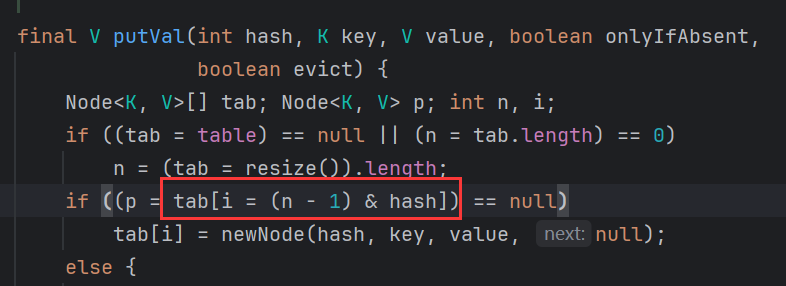 final V putVal(int hash, K key, V value, boolean onlyIfAbsent,
boolean evict) {
Node<K, V>[] tab; Node<K, V> p; int n, i;
if ((tab = table) == null || (n = tab.length) == 0)
n = (tab = resize()).length;
if ((p = tab[i = (n - 1) & hash]) == null)
tab[i] = newNode(hash, key, value, next: null);
else {